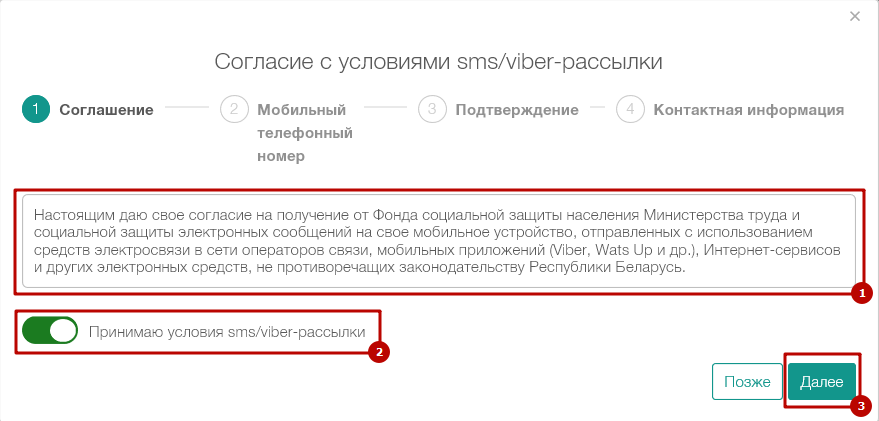 ×
Согласие с условиями sms/viber-рассылки
1 Соглашение
2 Мобильный
телефонный
номер
3 Подтверждение
4 Контактная информация
Настоящим даю свое согласие на получение от Фонда социальной защиты населения Министерства труда и
социальной защиты электронных сообщений на свое мобильное устройство, отправленных с использованием
средств электросвязи в сети операторов связи, мобильных приложений (Viber, Wats Up и др.), Интернет-сервисов
и других электронных средств, не противоречащих законодательству Республики Беларусь.
1
Принимаю условия sms/viber-рассылки
2
Позже
Далее
3